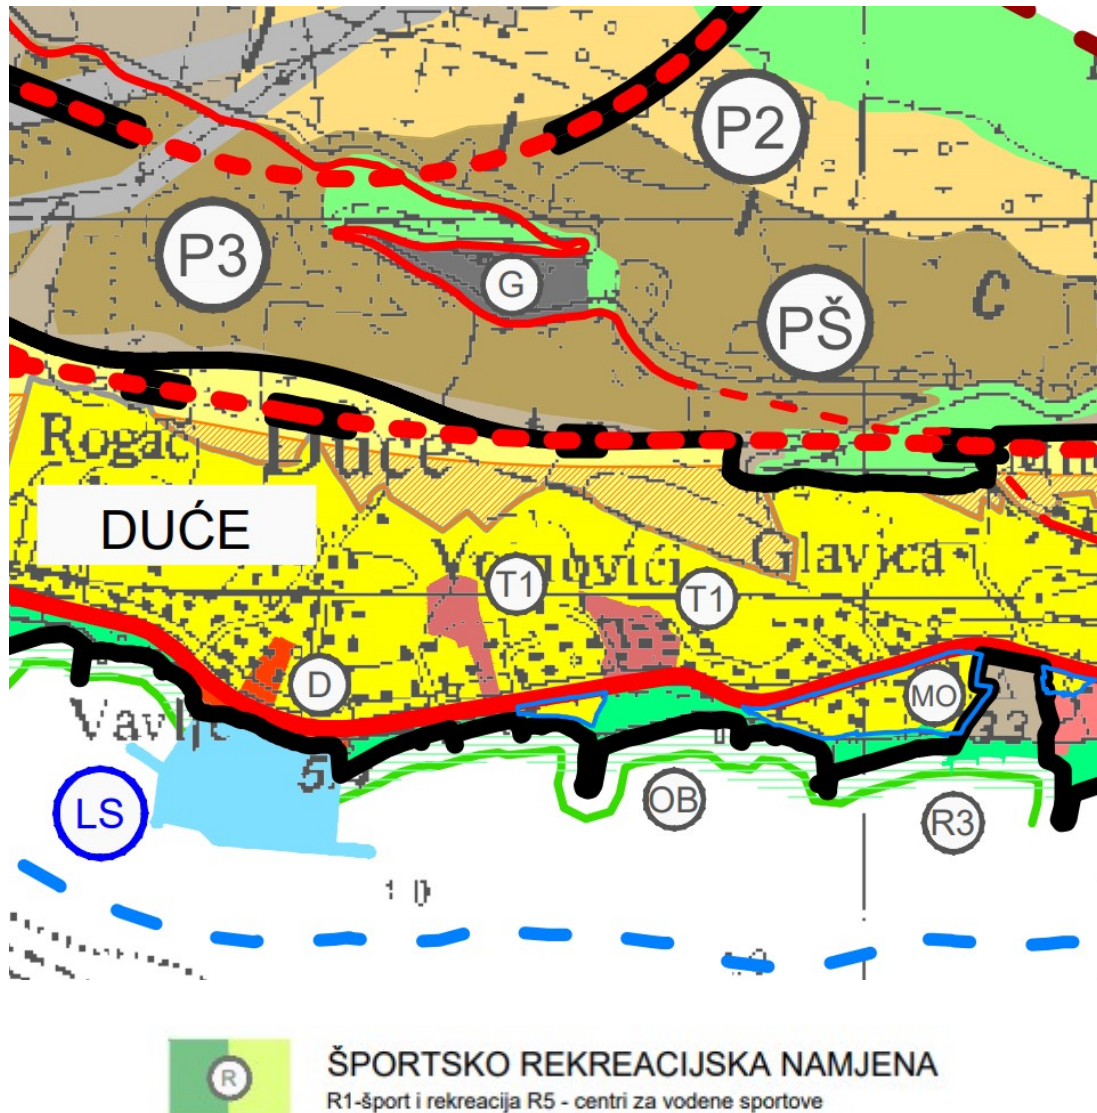 P2
P3
G
PŠ
Rogač
Duće
DUĆE
Glavica
T1
T1
D
MO
OB
LS
R3
R
ŠPORTSKO REKREACIJSKA NAMJENA
R1-šport i rekreacija R5 - centri za vodene sportove